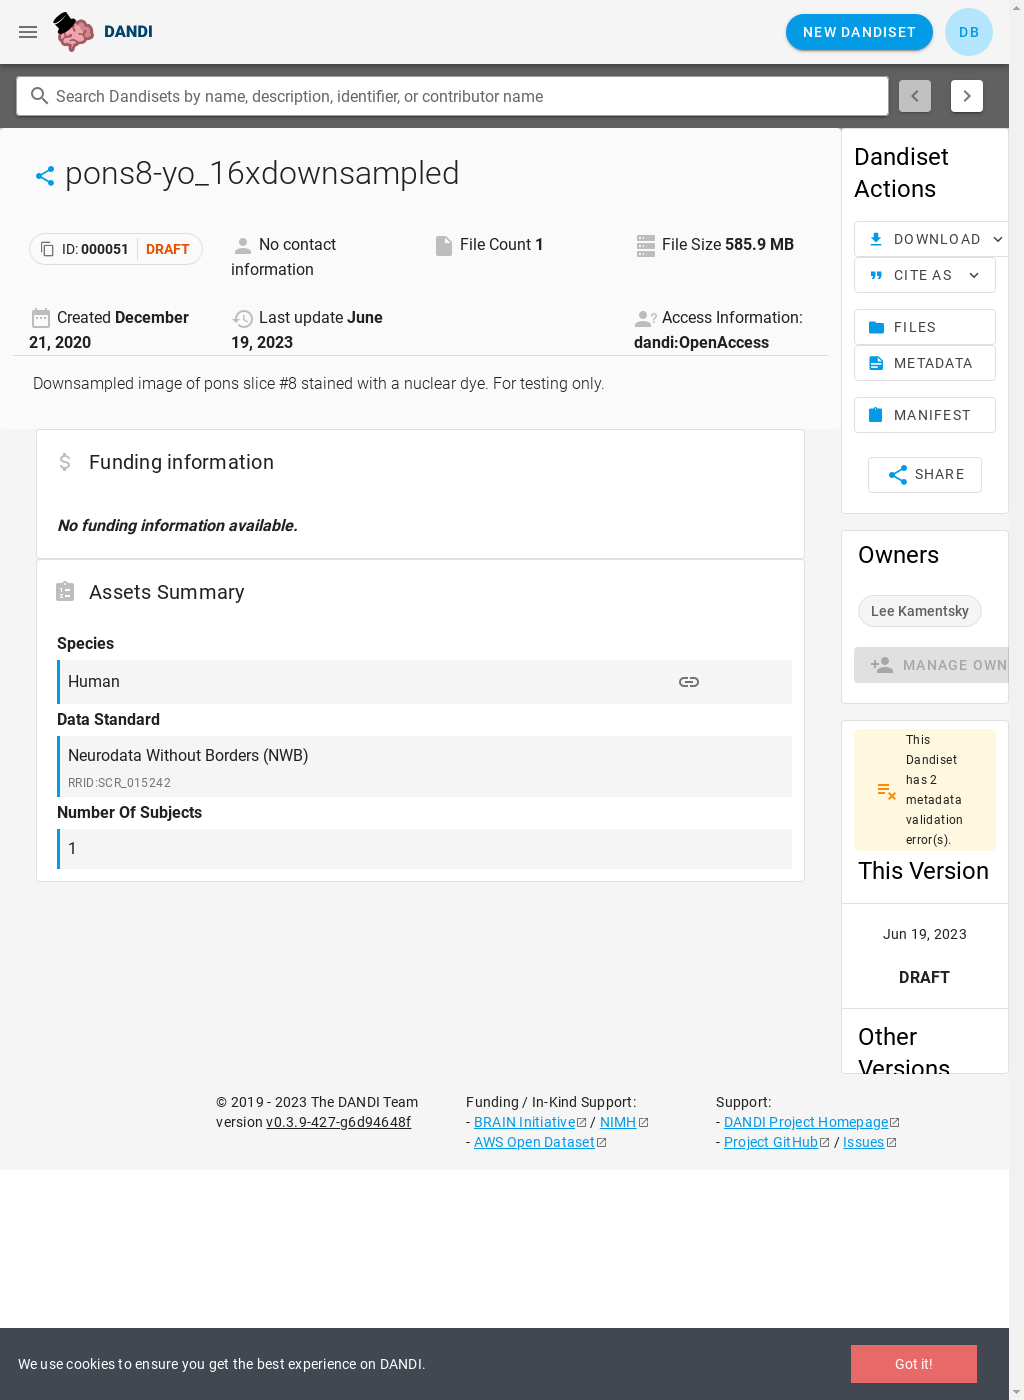 DANDI
NEW DANDISET
DB
Search Dandisets by name, description, identifier, or contributor name
pons8-yo_16xdownsampled
ID: 000051 DRAFT
No contact
information
File Count 1
File Size 585.9 MB
Created December
21, 2020
Last update June
19, 2023
Access Information:
dandi:OpenAccess
Downsampled image of pons slice #8 stained with a nuclear dye. For testing only.
Funding information
No funding information available.
Assets Summary
Species
Human
Data Standard
Neurodata Without Borders (NWB)
RRID:SCR_015242
Number Of Subjects
1
Dandiset
Actions
DOWNLOAD
CITE AS
FILES
METADATA
MANIFEST
SHARE
Owners
Lee Kamentsky
MANAGE OWN
This
Dandiset
has 2
metadata
validation
error(s).
This Version
Jun 19, 2023
DRAFT
Other
Versions
© 2019 - 2023 The DANDI Team
version v0.3.9-427-g6d94648f
Funding / In-Kind Support:
- BRAIN Initiative / NIMH
- AWS Open Dataset
Support:
- DANDI Project Homepage
- Project GitHub / Issues
We use cookies to ensure you get the best experience on DANDI.
Got it!